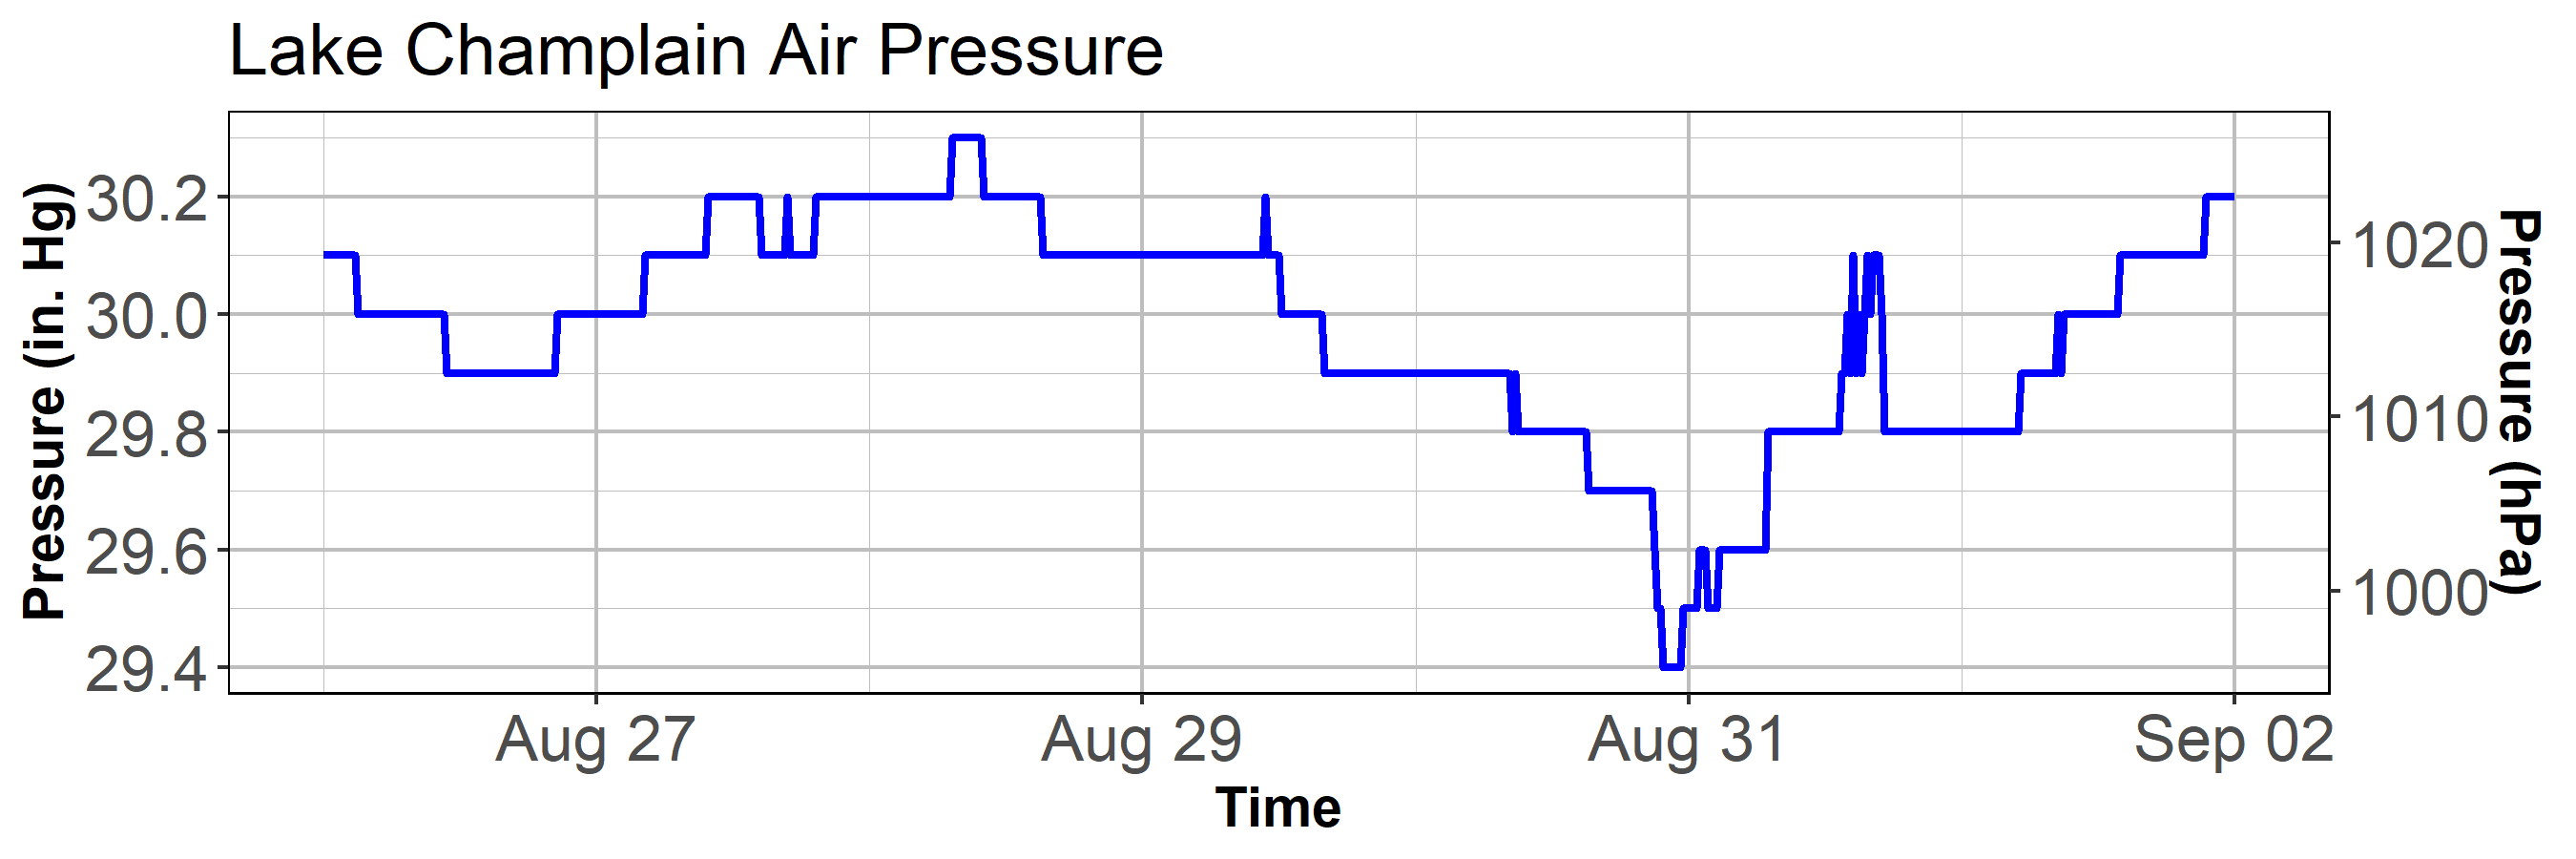 Lake Champlain Air Pressure
Pressure (in. Hg)
30.2
30.0
29.8
29.6
29.4
1020
1010
1000
Pressure (hPa)
Aug 27
Aug 29
Aug 31
Sep 02
Time